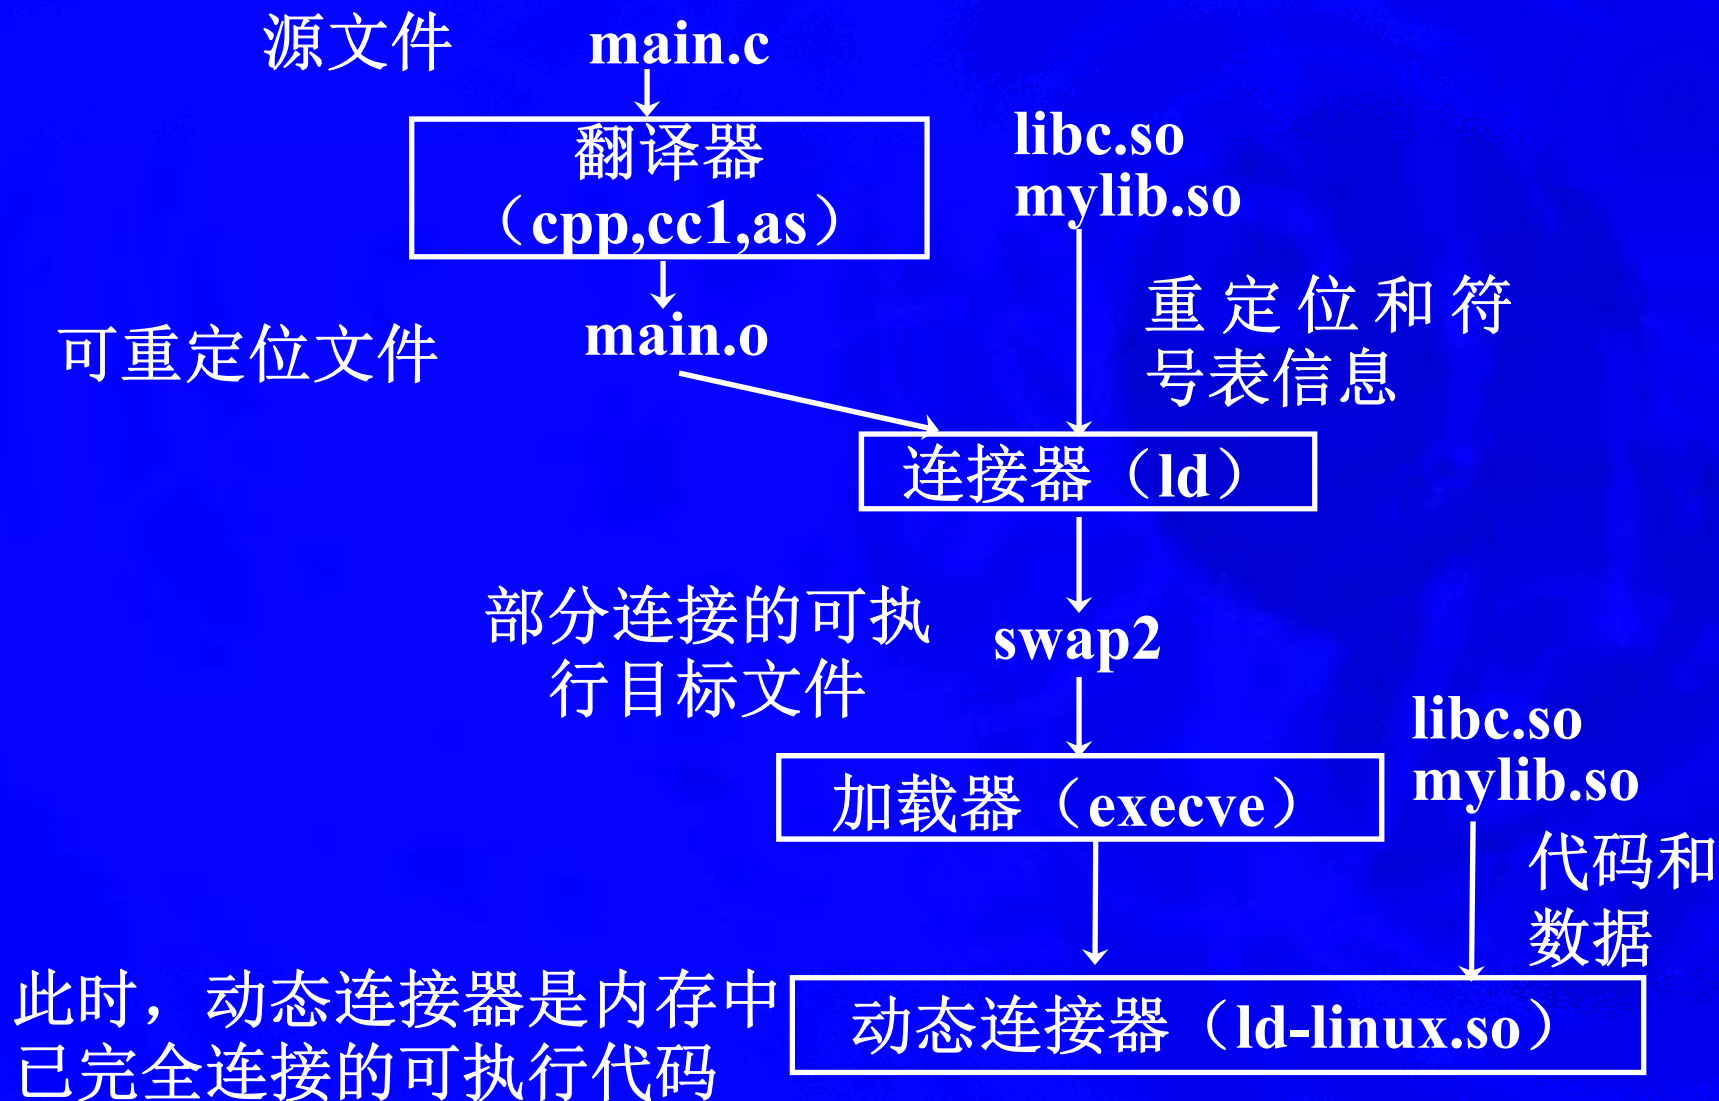 源文件
main.c
翻译器
（cpp,cc1,as）
libc.so
mylib.so
可重定位文件
main.o
重定位和符
号表信息
连接器（ld）
部分连接的可执
行目标文件
swap2
libc.so
mylib.so
加载器（execve）
代码和
数据
此时，动态连接器是内存中
已完全连接的可执行代码
动态连接器（ld-linux.so）